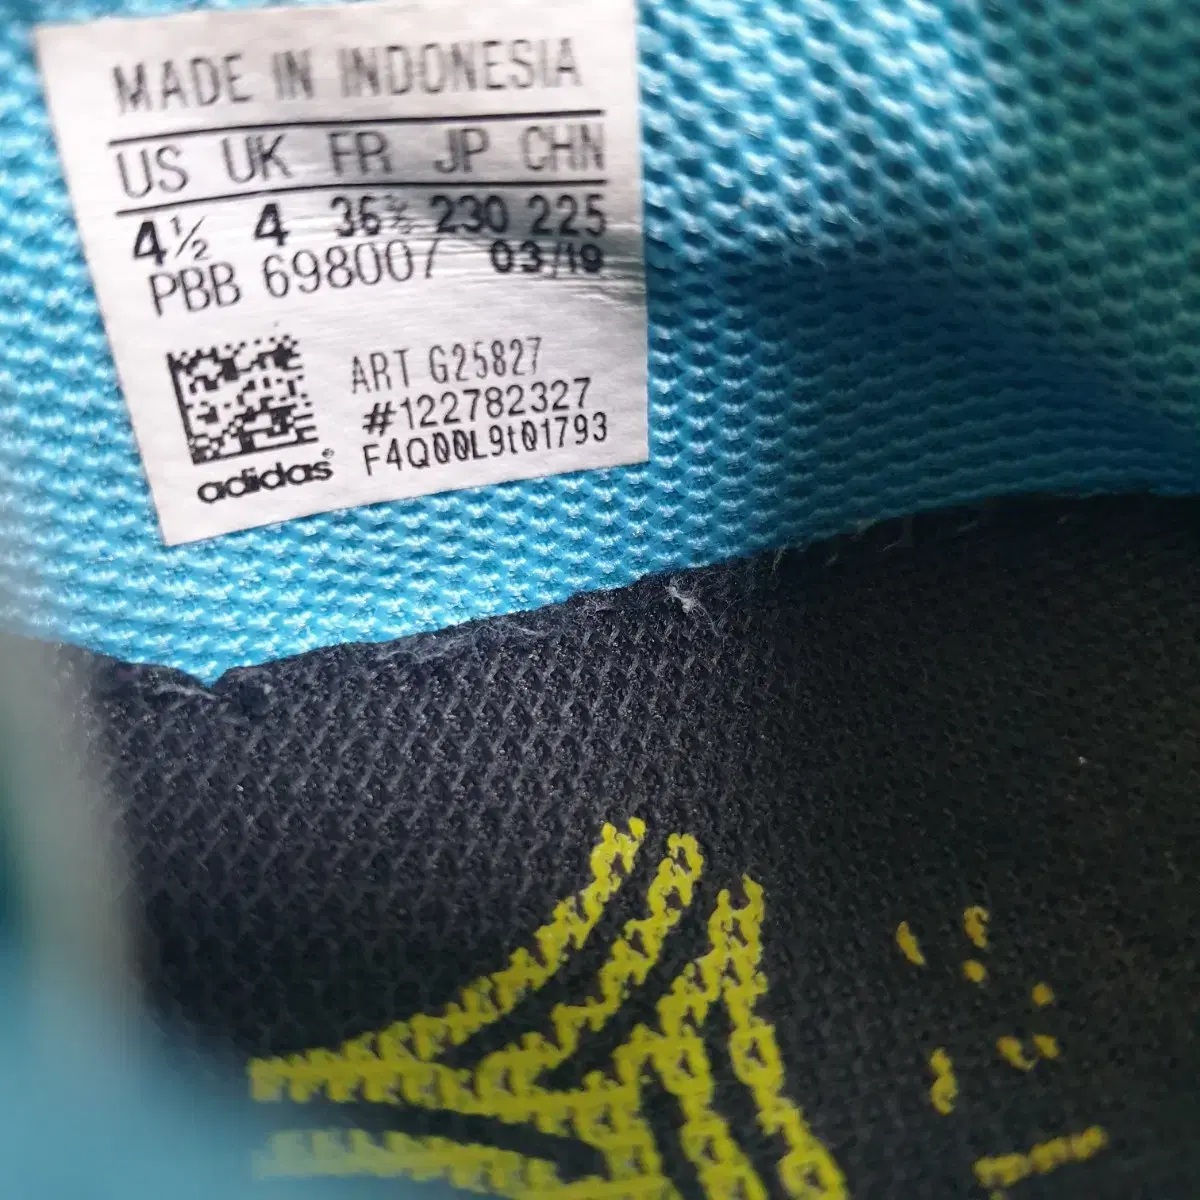 MADE IN INDONESIA
US UK FR JP CHN
4½ 4 36⅔ 230 225
PBB 698007 03/19
ART G25827
#122782327
F4Q00L9t01793
adidas®